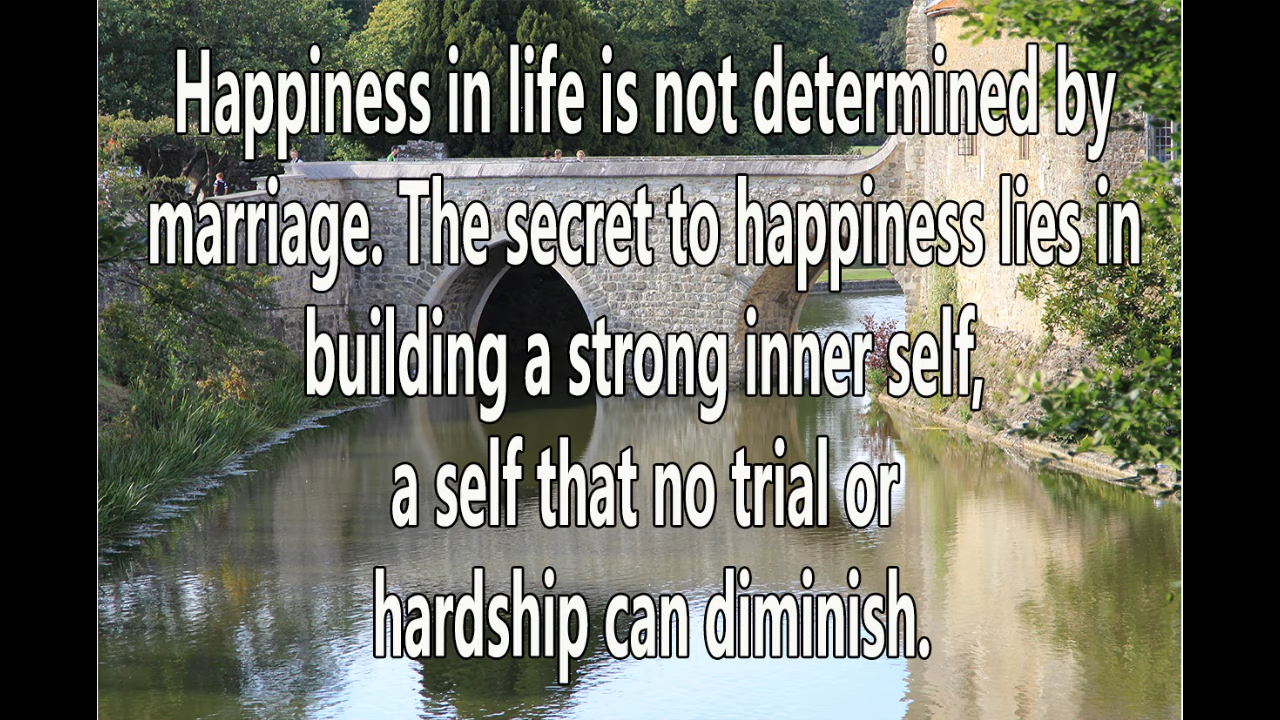 Happiness in life is not determined by
marriage. The secret to happiness lies in
building a strong inner self,
a self that no trial or
hardship can diminish.